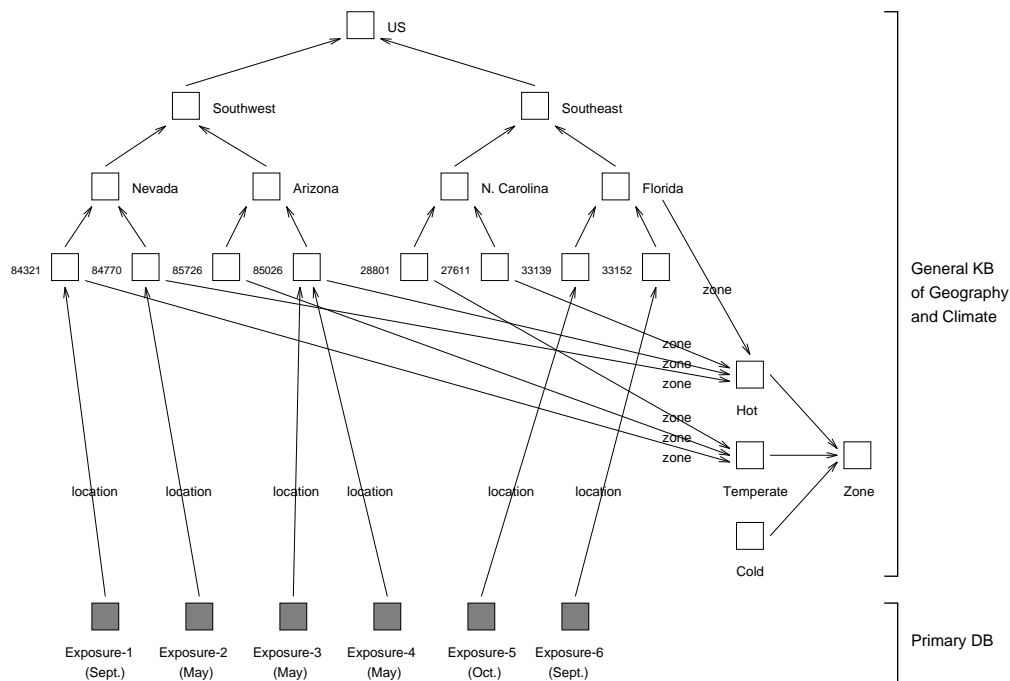 US
Southwest
Southeast
Nevada
Arizona
N. Carolina
Florida
84321
84770
85726
85026
28801
27611
33139
33152
General KB
of Geography
and Climate
zone
zone
zone
zone
Hot
zone
zone
zone
Temperate
Zone
location
location
location
location
location
location
Cold
Exposure-1
(Sept.)
Exposure-2
(May)
Exposure-3
(May)
Exposure-4
(May)
Exposure-5
(Oct.)
Exposure-6
(Sept.)
Primary DB